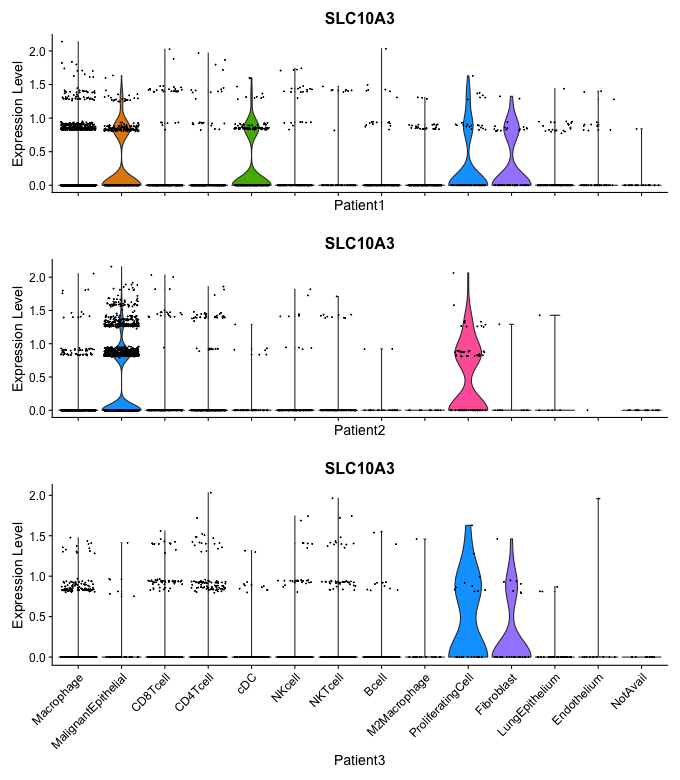 SLC10A3
Expression Level
2.0
1.5
1.0
0.5
0.0
Patient1
SLC10A3
Expression Level
2.0
1.5
1.0
0.5
0.0
Patient2
SLC10A3
Expression Level
2.0
1.5
1.0
0.5
0.0
Macrophage
MalignantEpithelial
CD8Tcell
CD4Tcell
cDC
NKcell
NKTcell
Bcell
M2Macrophage
ProliferatingCell
Fibroblast
LungEpithelium
Endothelium
NotAvail
Patient3